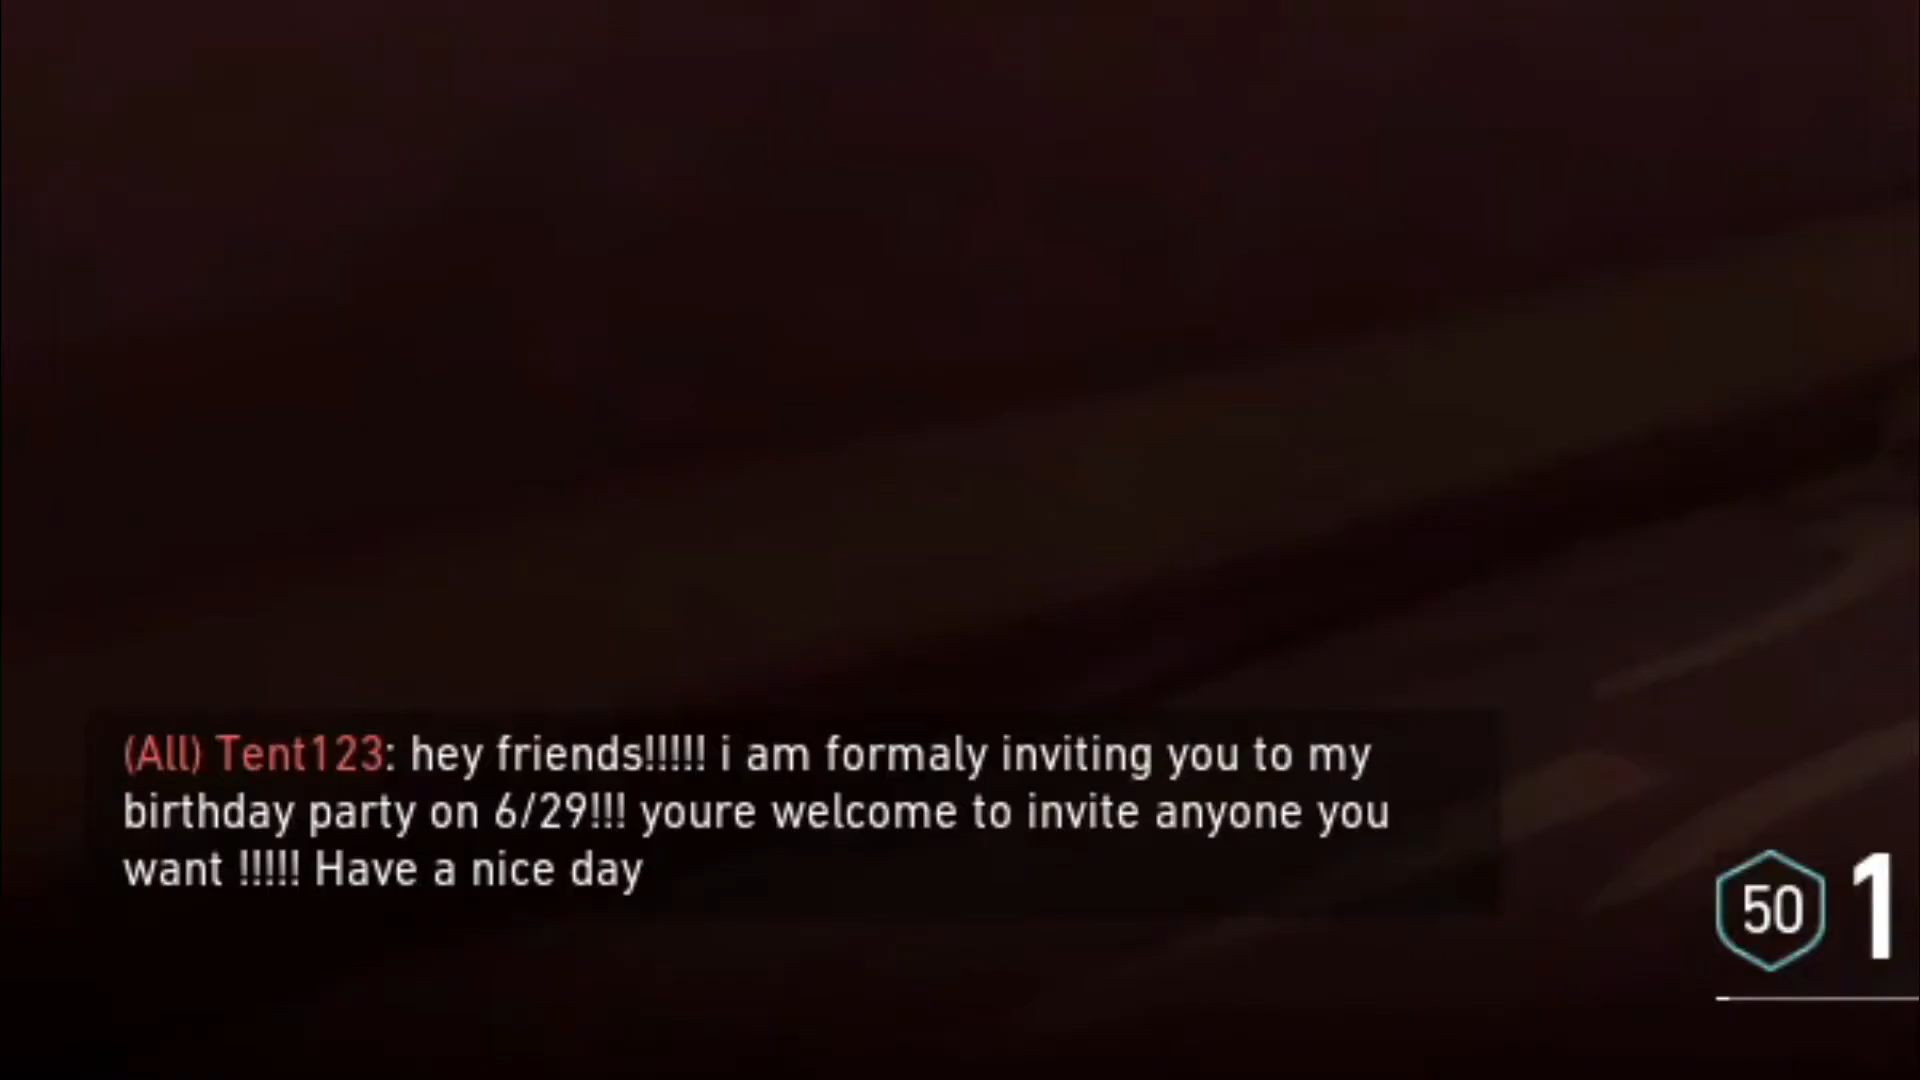 (All) Tent123: hey friends!!!!! i am formaly inviting you to my
birthday party on 6/29!!! youre welcome to invite anyone you
want !!!!! Have a nice day
50
1